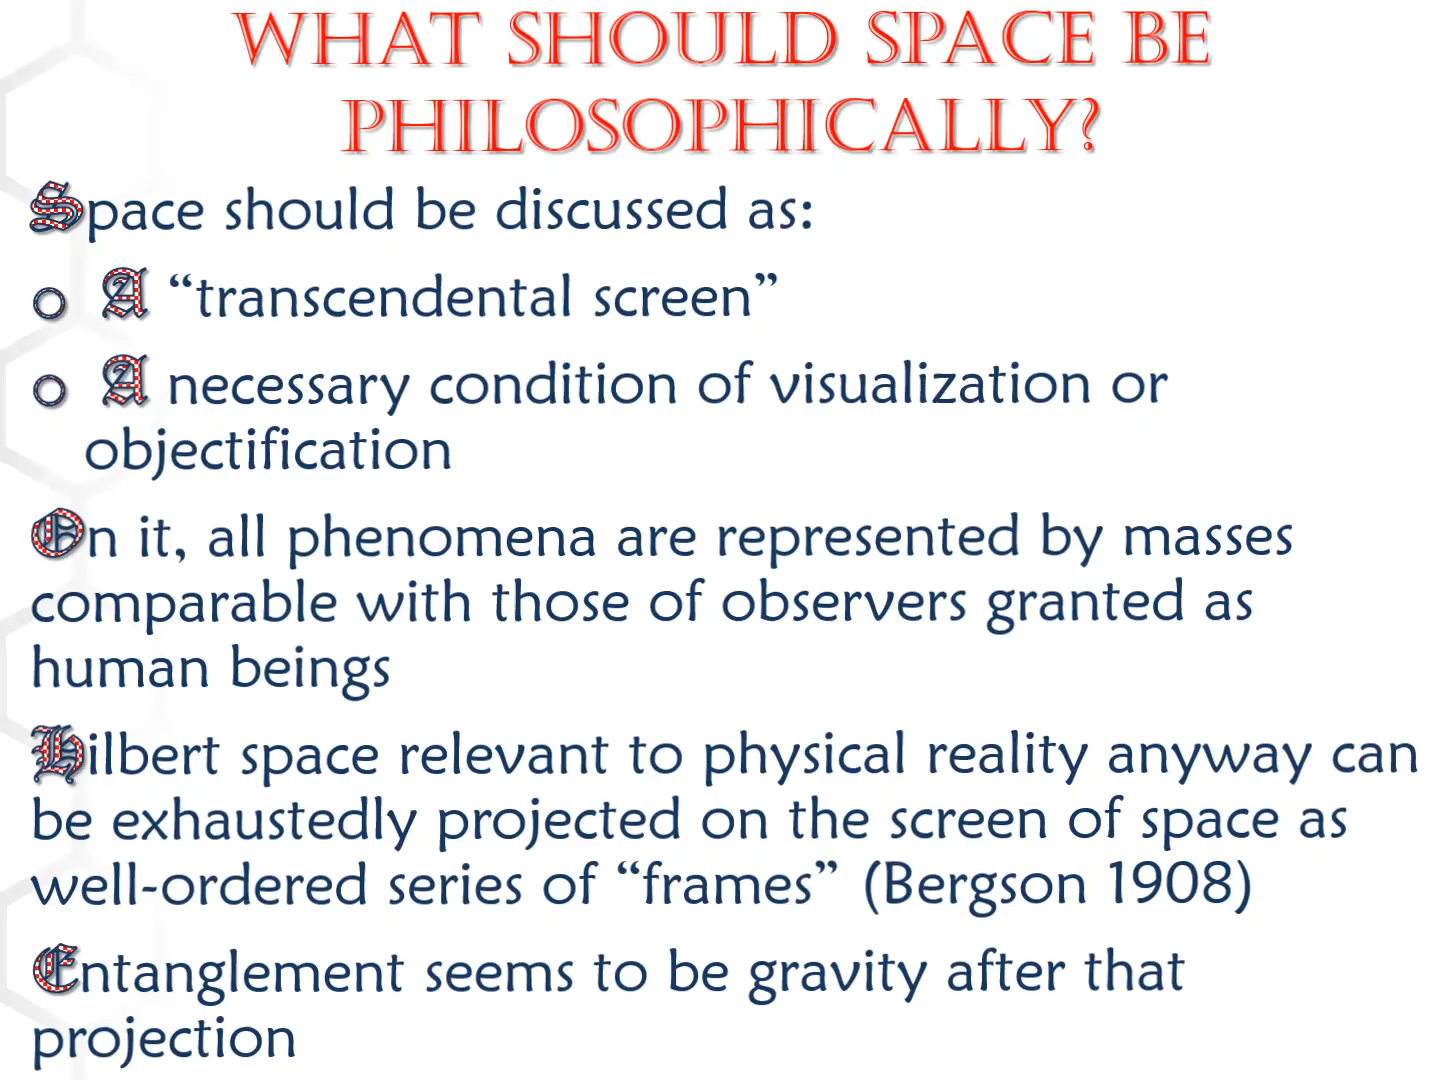 WHAT SHOULD SPACE BE
PHILOSOPHICALLY?
Space should be discussed as:
A “transcendental screen”
A necessary condition of visualization or
objectification
On it, all phenomena are represented by masses
comparable with those of observers granted as
human beings
Hilbert space relevant to physical reality anyway can
be exhaustedly projected on the screen of space as
well-ordered series of “frames” (Bergson 1908)
Entanglement seems to be gravity after that
projection